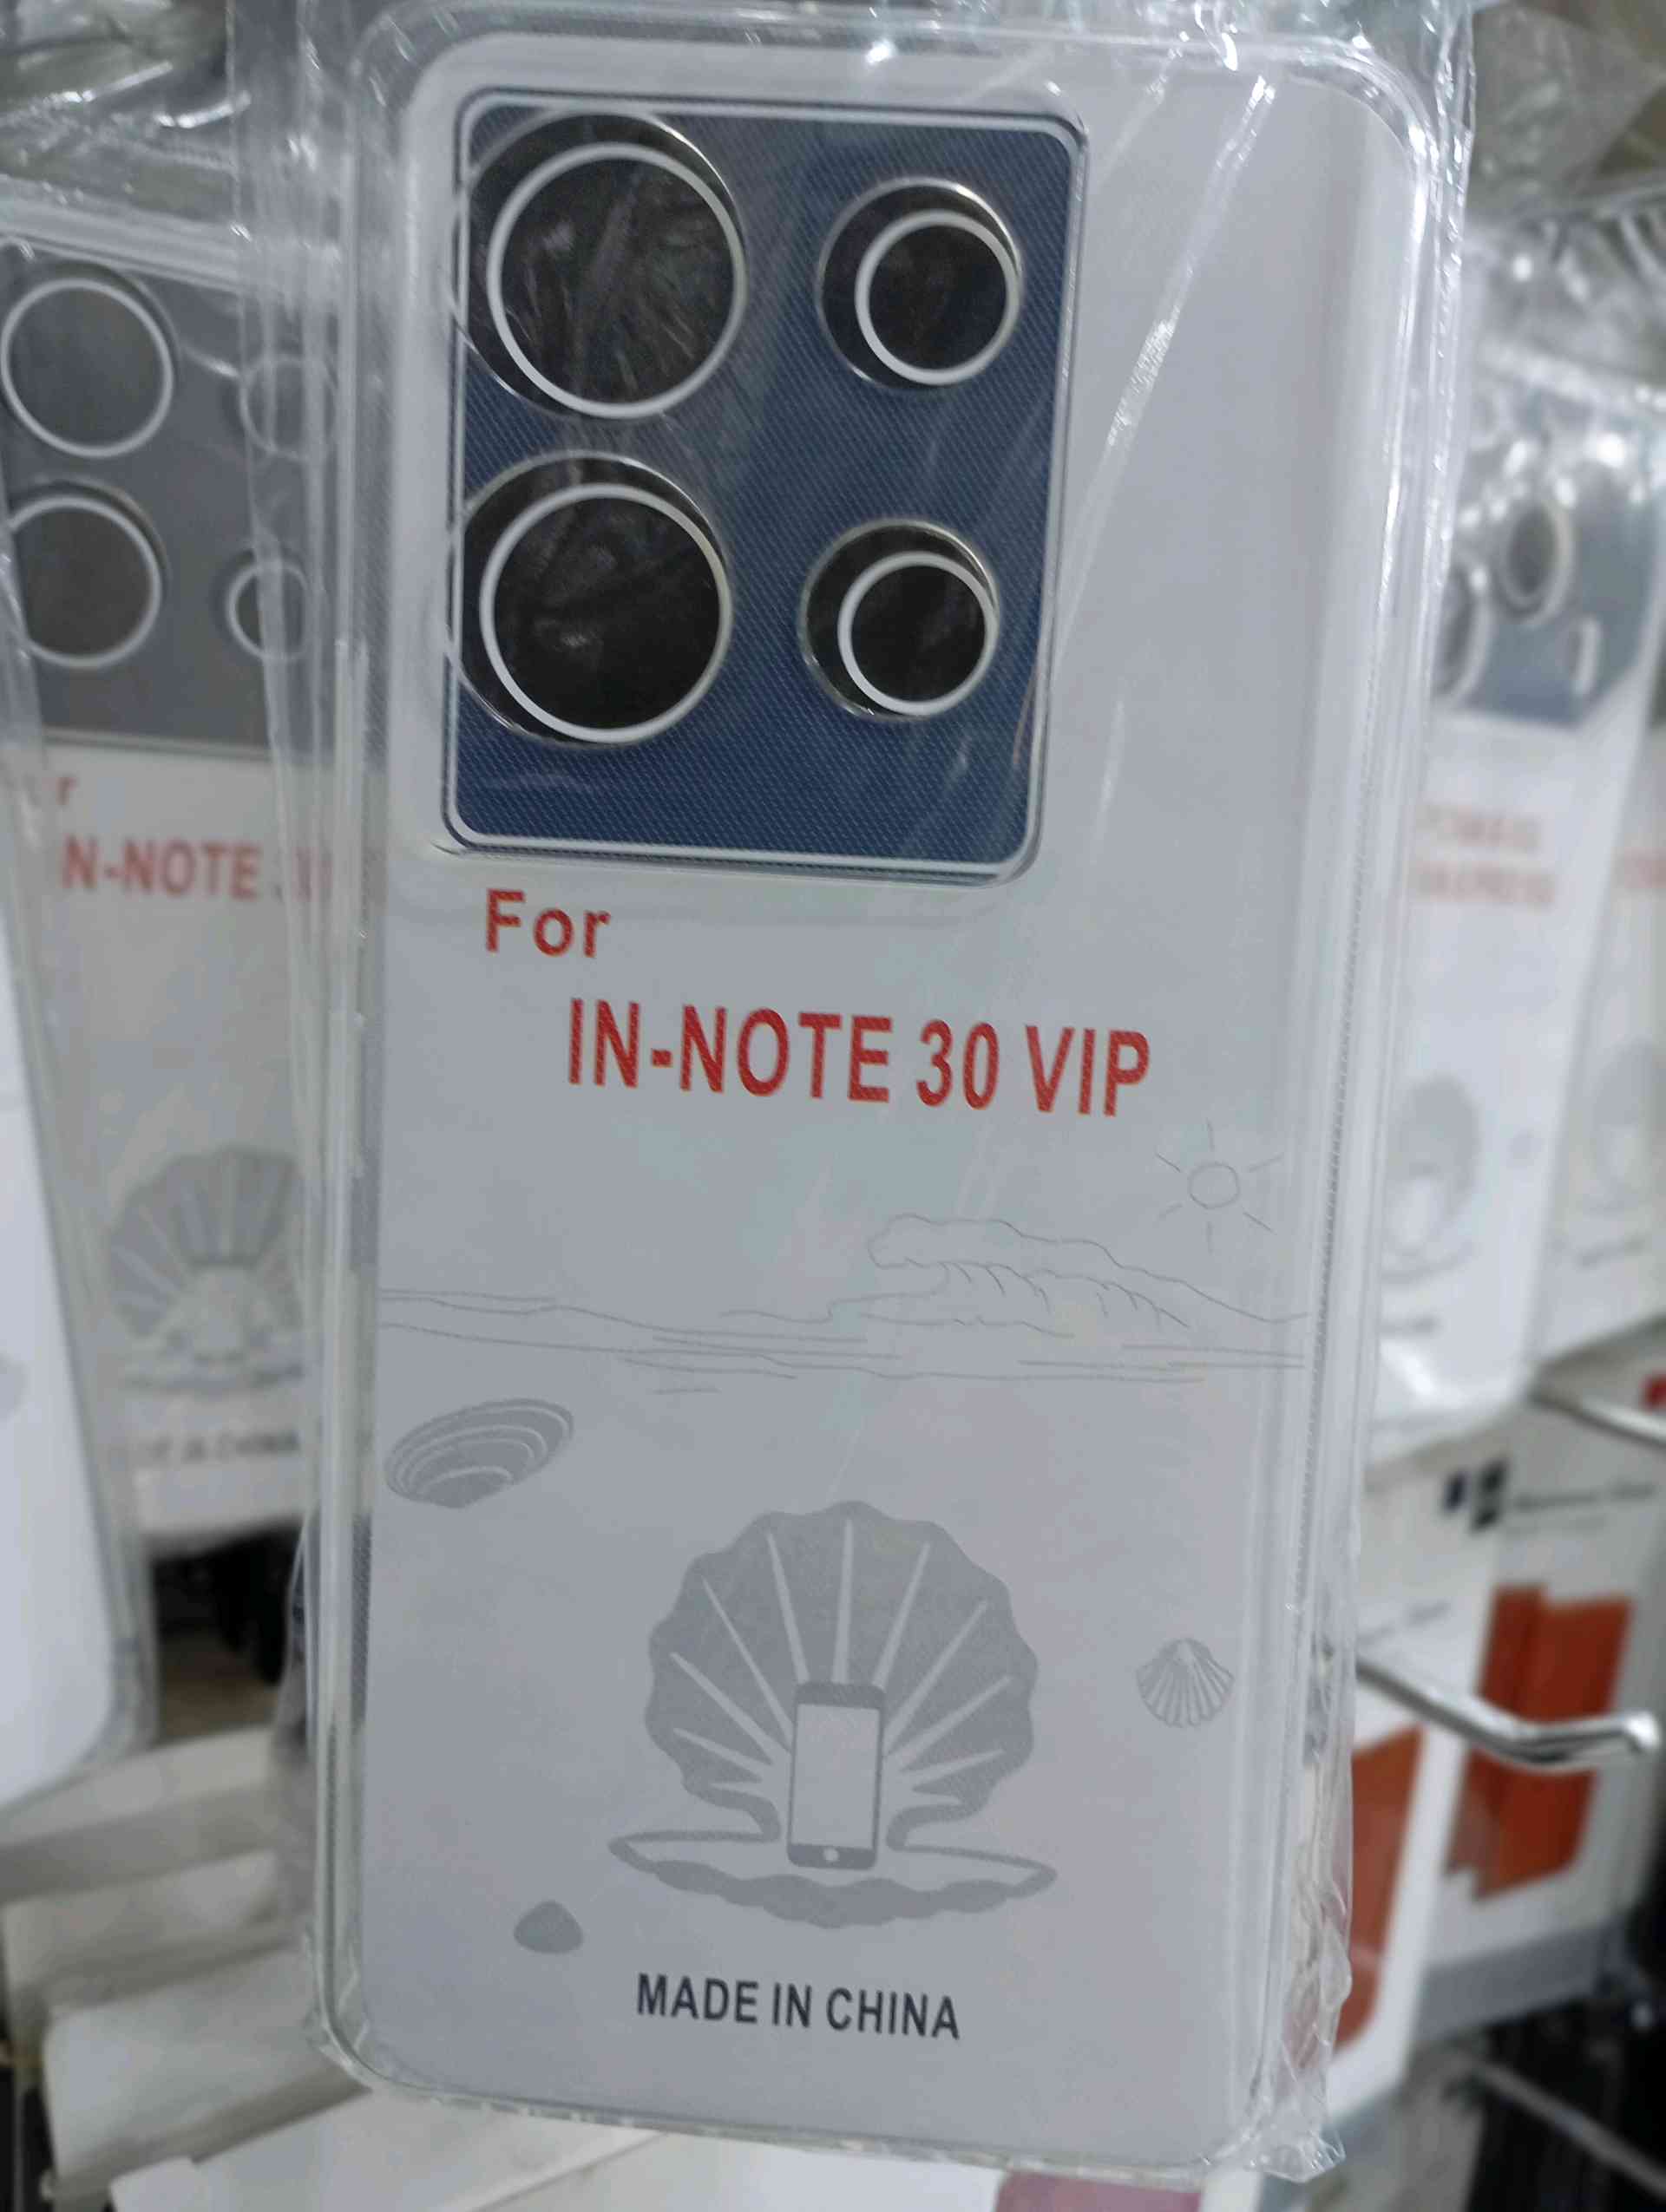 For
IN-NOTE 30 VIP
MADE IN CHINA
N-NOTE